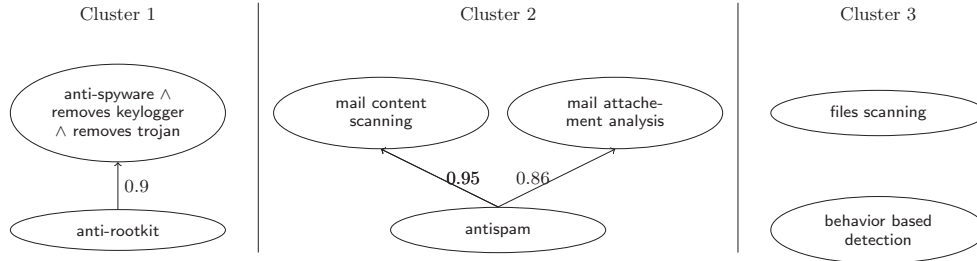 Cluster 1
anti-spyware ∧
removes keylogger
∧ removes trojan
0.9
anti-rootkit
Cluster 2
mail content
scanning
mail attache-
ment analysis
0.95
0.86
antispam
Cluster 3
files scanning
behavior based
detection